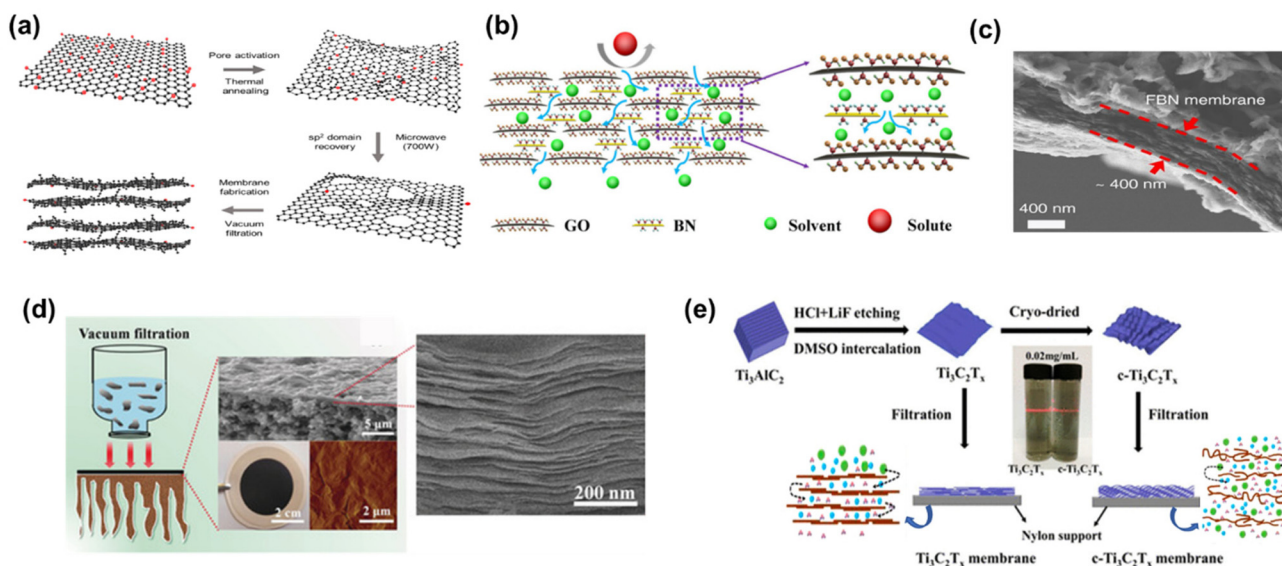 (a)
Pore activation
Thermal
annealing
sp² domain
recovery
Microwave
(700W)
Membrane
fabrication
Vacuum
filtration
(b)
GO
BN
Solvent
Solute
(c)
FBN membrane
~ 400 nm
400 nm
(d)
Vacuum filtration
5 μm
2 cm
2 μm
200 nm
(e)
HCl+LiF etching
DMSO intercalation
Cryo-dried
Ti₃AlC₂
Ti₃C₂Tₓ
c-Ti₃C₂Tₓ
0.02mg/mL
Filtration
Filtration
Ti₃C₂Tₓ c-Ti₃C₂Tₓ
Nylon support
Ti₃C₂Tₓ membrane
c-Ti₃C₂Tₓ membrane